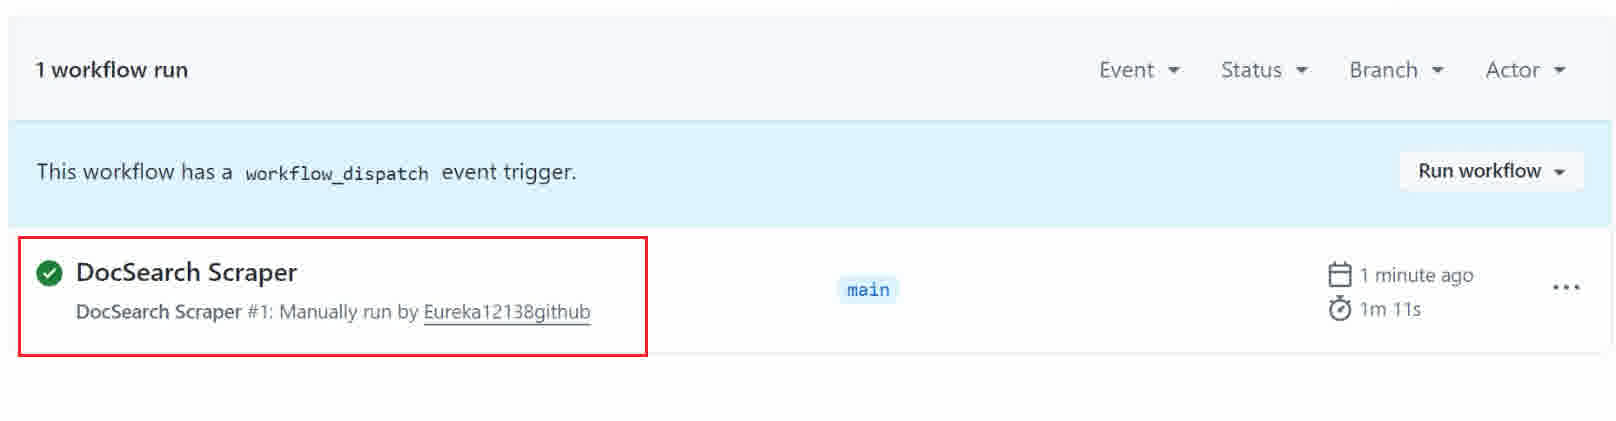 1 workflow run
Event Status Branch Actor
This workflow has a workflow_dispatch event trigger.
Run workflow
DocSearch Scraper
DocSearch Scraper #1: Manually run by Eureka12138github
main
1 minute ago
1m 11s